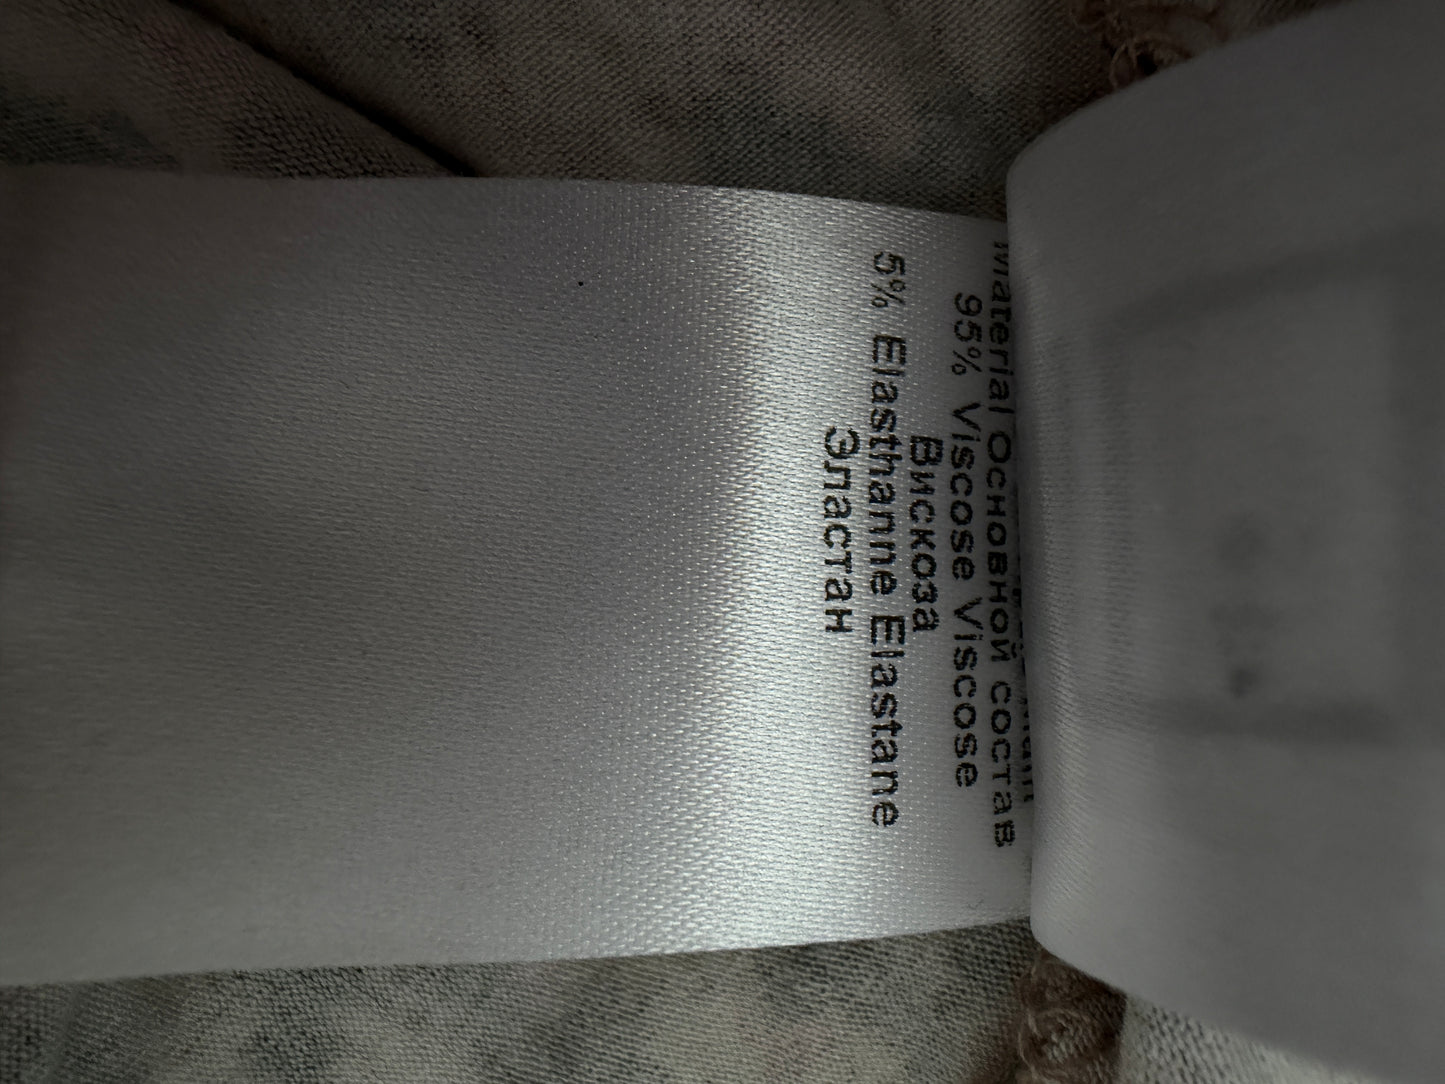 Material Основной состав
95% Viscose Viscose
Вискоза
5% Elasthanne Elastane
Эластан